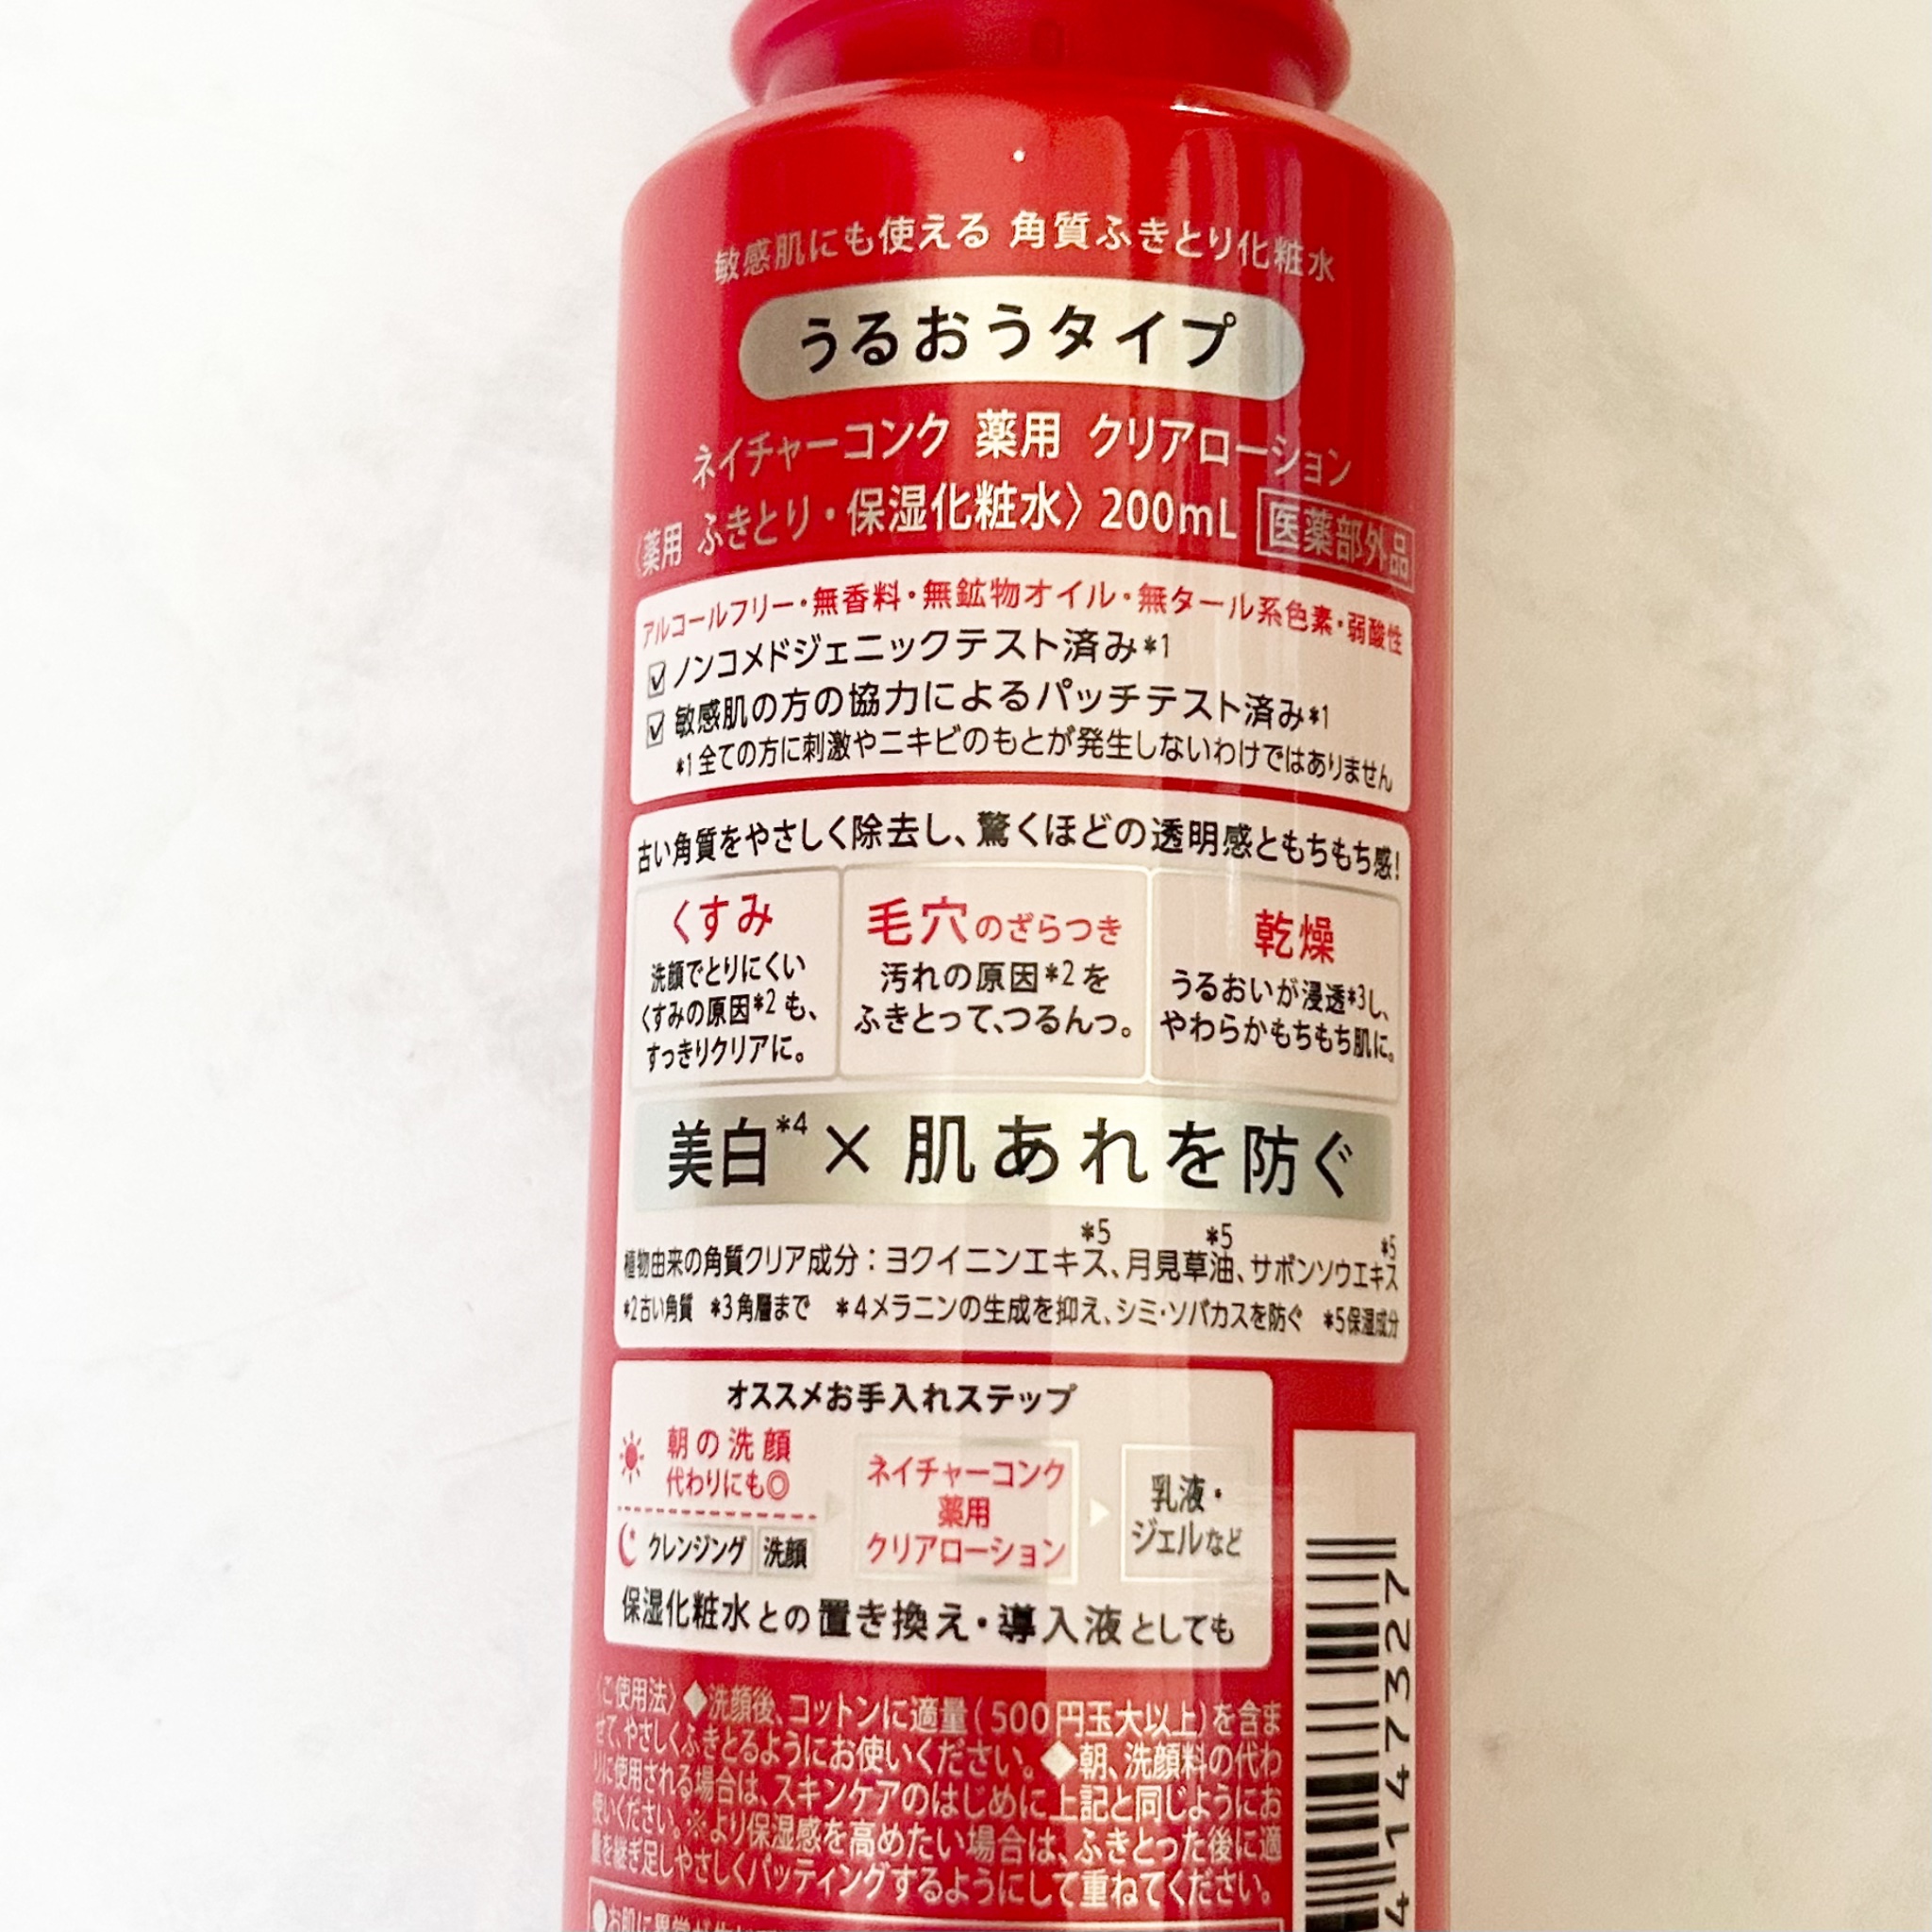 敏感肌にも使える 角質ふきとり化粧水
うるおうタイプ
ネイチャーコンク 薬用 クリアローション
〈薬用 ふきとり・保湿化粧水〉 200mL 医薬部外品
アルコールフリー・無香料・無鉱物オイル・無タール系色素・弱酸性
ノンコメドジェニックテスト済み*1
敏感肌の方の協力によるパッチテスト済み*1
*1 全ての方に刺激やニキビのもとが発生しないわけではありません
古い角質をやさしく除去し、驚くほどの透明感ともちもち感!
くすみ
洗顔でとりにくい
くすみの原因*2 も、
すっきりクリアに。
毛穴のざらつき
汚れの原因*2 を
ふきとって、つるんっ。
乾燥
うるおいが浸透*3し、
やわらかもちもち肌に。
美白*4 × 肌あれを防ぐ
植物由来の角質クリア成分：ヨクイニンエキス*5、月見草油*5、サボンソウエキス*5
*2古い角質 *3角層まで *4メラニンの生成を抑え、シミ・ソバカスを防ぐ *5保湿成分
オススメお手入れステップ
朝の洗顔
代わりにも◎
クレンジング 洗顔
ネイチャーコンク
薬用
クリアローション
乳液・
ジェルなど
保湿化粧水との置き換え・導入液としても
〈ご使用法〉◆洗顔後、コットンに適量(500円玉大以上)を含ま
せて、やさしくふきとるようにお使いください。◆朝、洗顔料の代わ
りに使用される場合は、スキンケアのはじめに上記と同じようにお
使いください。※より保湿感を高めたい場合は、ふきとった後に適
量を継ぎ足しやさしくパッティングするようにして重ねてください。
●お肌に異常が
4147327